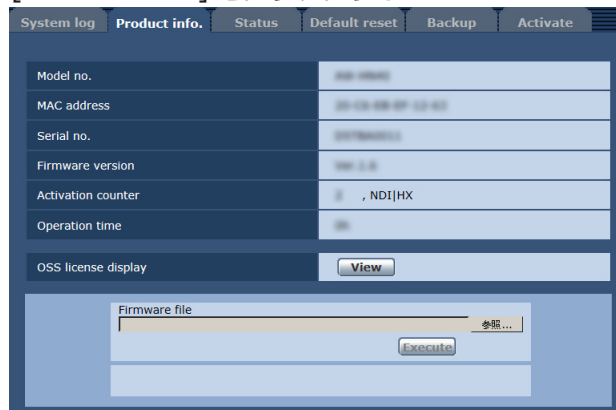 System log Product info. Status Default reset Backup Activate
Model no.
MAC address
Serial no.
Firmware version
Activation counter , NDI|HX
Operation time
OSS license display View
Firmware file
参照...
Execute